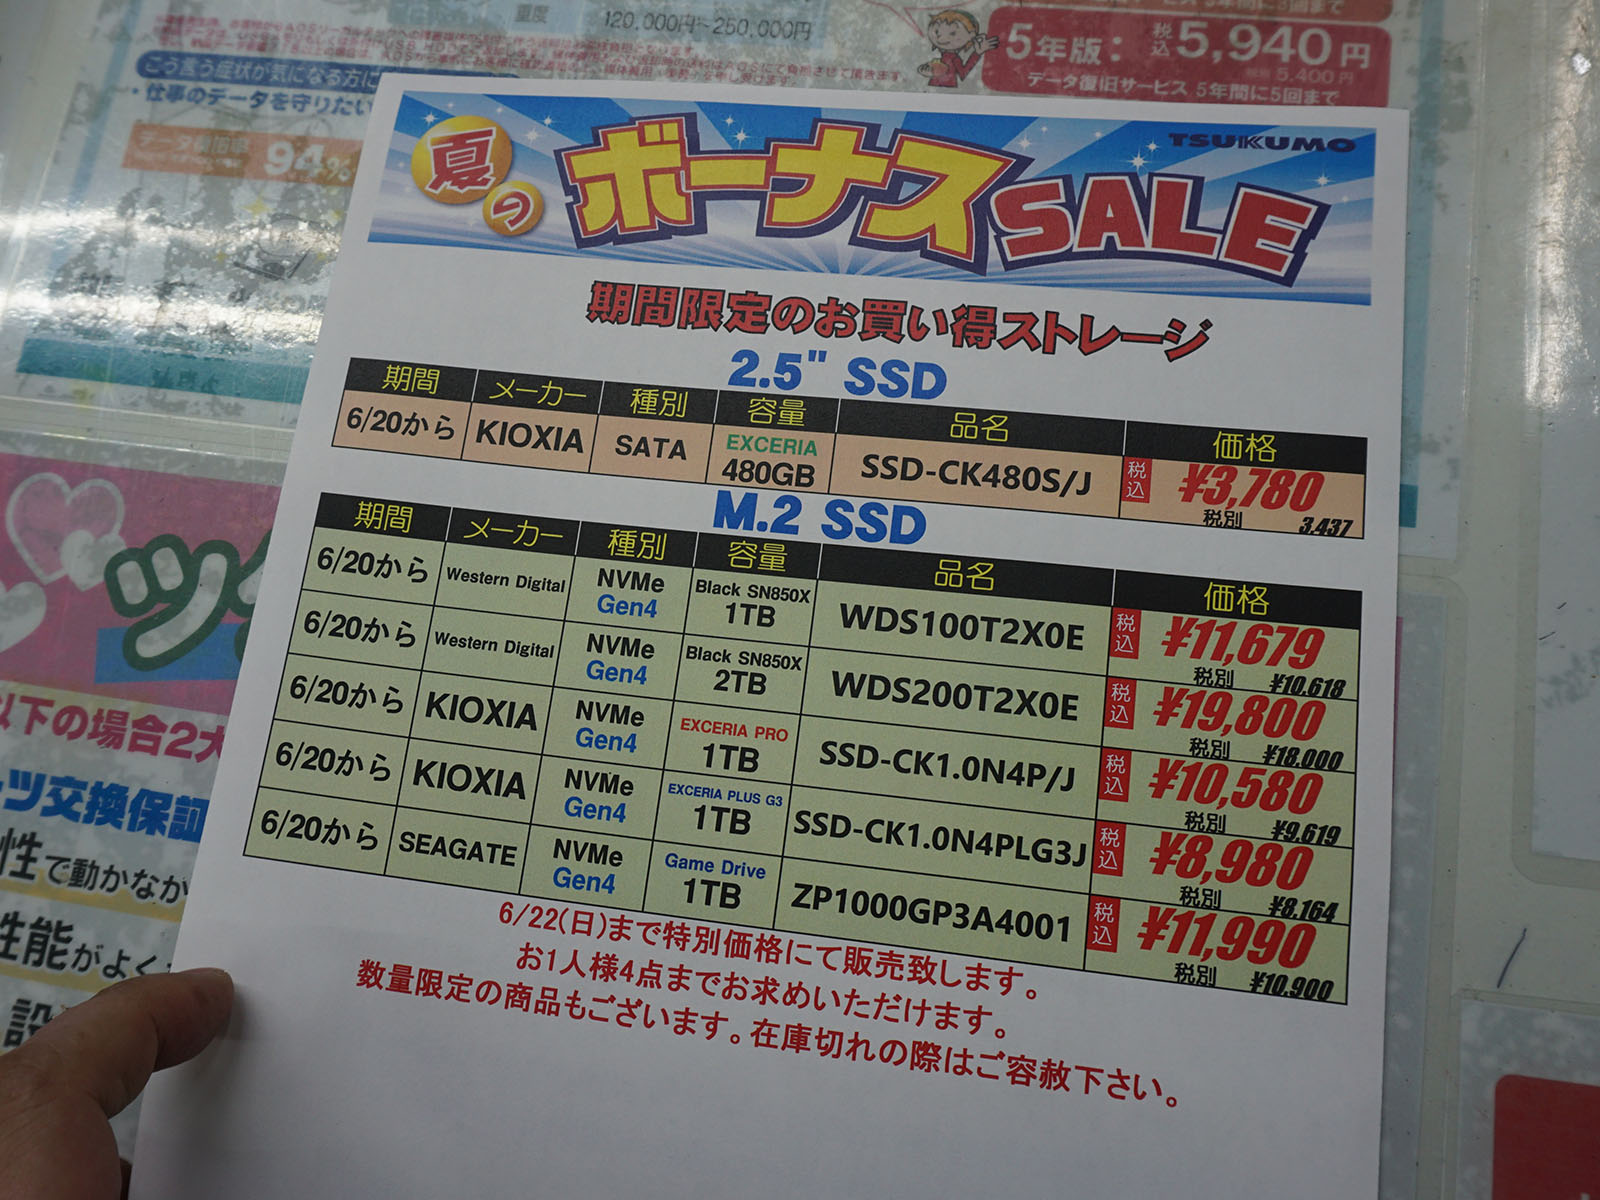 重度 120,000円～250,000円
5年版: 税込 5,940円
税別 5,400円
データ復旧サービス 5年間に5回まで
こう言う症状が気になる方に
・仕事のデータを守りたい
94%
夏のボーナスSALE
TSUKUMO
期間限定のお買い得ストレージ
2.5" SSD
期間 メーカー 種別 容量 品名 価格
6/20から KIOXIA SATA EXCERIA 480GB SSD-CK480S/J 税込 ¥3,780 税別 3,437
M.2 SSD
期間 メーカー 種別 容量 品名 価格
6/20から Western Digital NVMe Gen4 Black SN850X 1TB WDS100T2X0E 税込 ¥11,679 税別 ¥10,618
6/20から Western Digital NVMe Gen4 Black SN850X 2TB WDS200T2X0E 税込 ¥19,800 税別 ¥18,000
6/20から KIOXIA NVMe Gen4 EXCERIA PRO 1TB SSD-CK1.0N4P/J 税込 ¥10,580 税別 ¥9,619
6/20から KIOXIA NVMe Gen4 EXCERIA PLUS G3 1TB SSD-CK1.0N4PLG3J 税込 ¥8,980 税別 ¥8,164
6/20から SEAGATE NVMe Gen4 Game Drive 1TB ZP1000GP3A4001 税込 ¥11,990 税別 ¥10,900
6/22(日)まで特別価格にて販売致します。
お1人様4点までお求めいただけます。
数量限定の商品もございます。在庫切れの際はご容赦下さい。
以下の場合2大
ーツ交換保証
性で動かなか
性能がよく
設